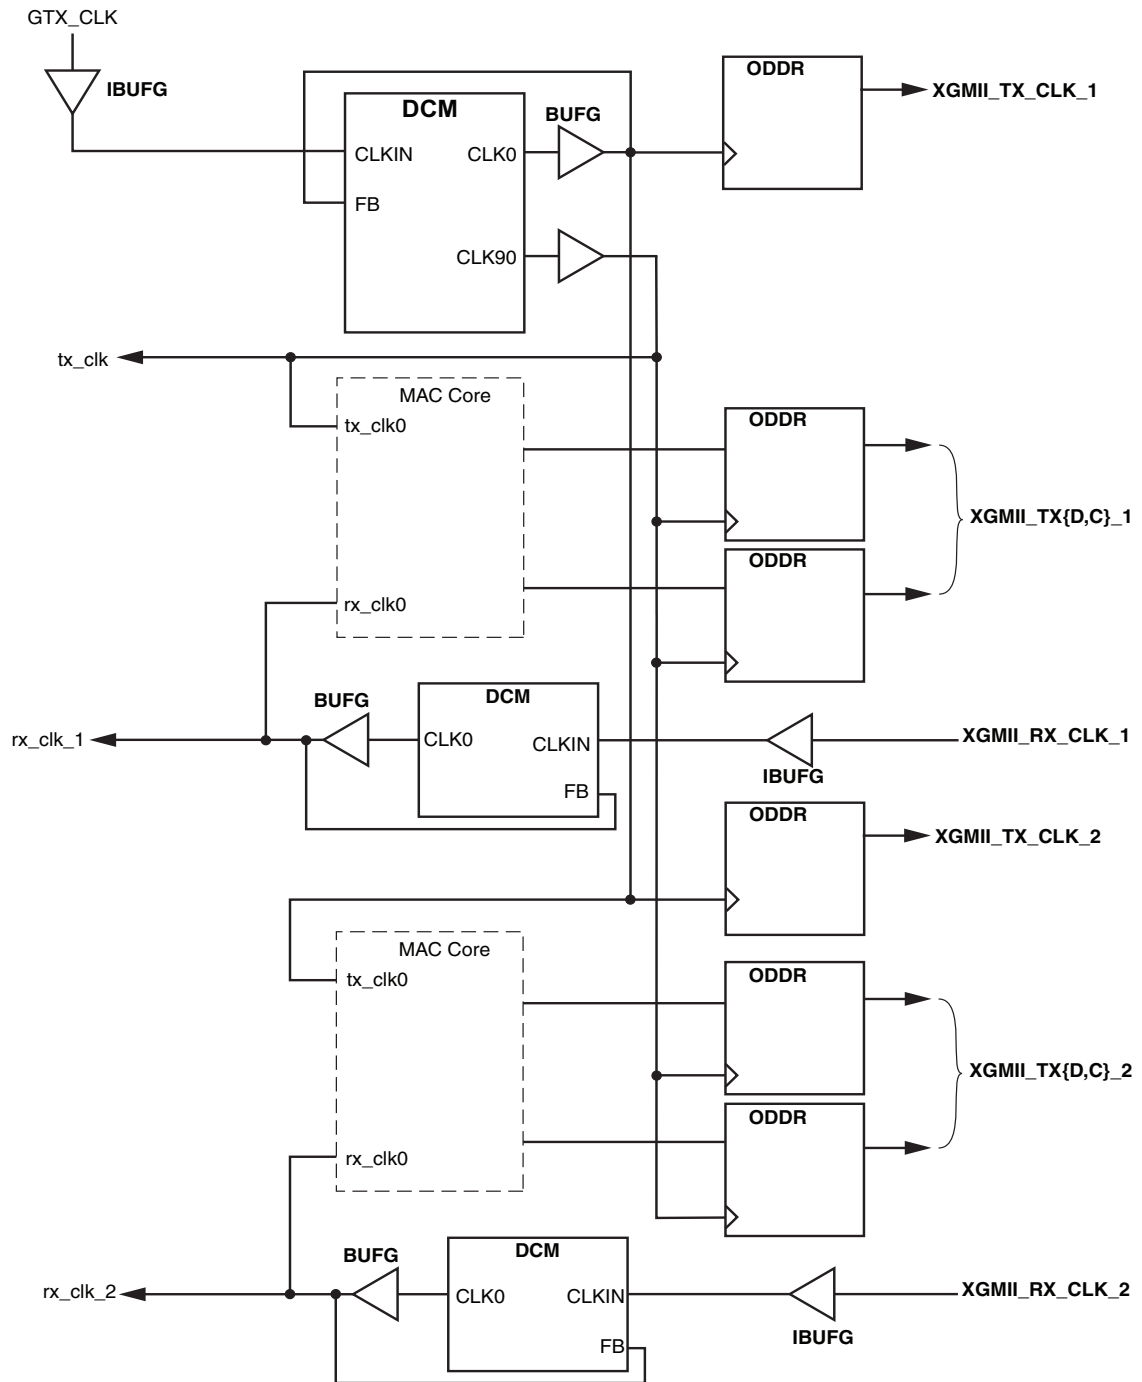 GTX_CLK
IBUFG
DCM
BUFG
CLKIN
CLK0
FB
CLK90
ODDR
XGMII_TX_CLK_1
tx_clk
MAC Core
tx_clk0
rx_clk0
ODDR
XGMII_TX{D,C}_1
ODDR
rx_clk_1
BUFG
DCM
CLK0
CLKIN
FB
IBUFG
XGMII_RX_CLK_1
ODDR
XGMII_TX_CLK_2
MAC Core
tx_clk0
rx_clk0
ODDR
XGMII_TX{D,C}_2
ODDR
rx_clk_2
BUFG
DCM
CLK0
CLKIN
FB
IBUFG
XGMII_RX_CLK_2